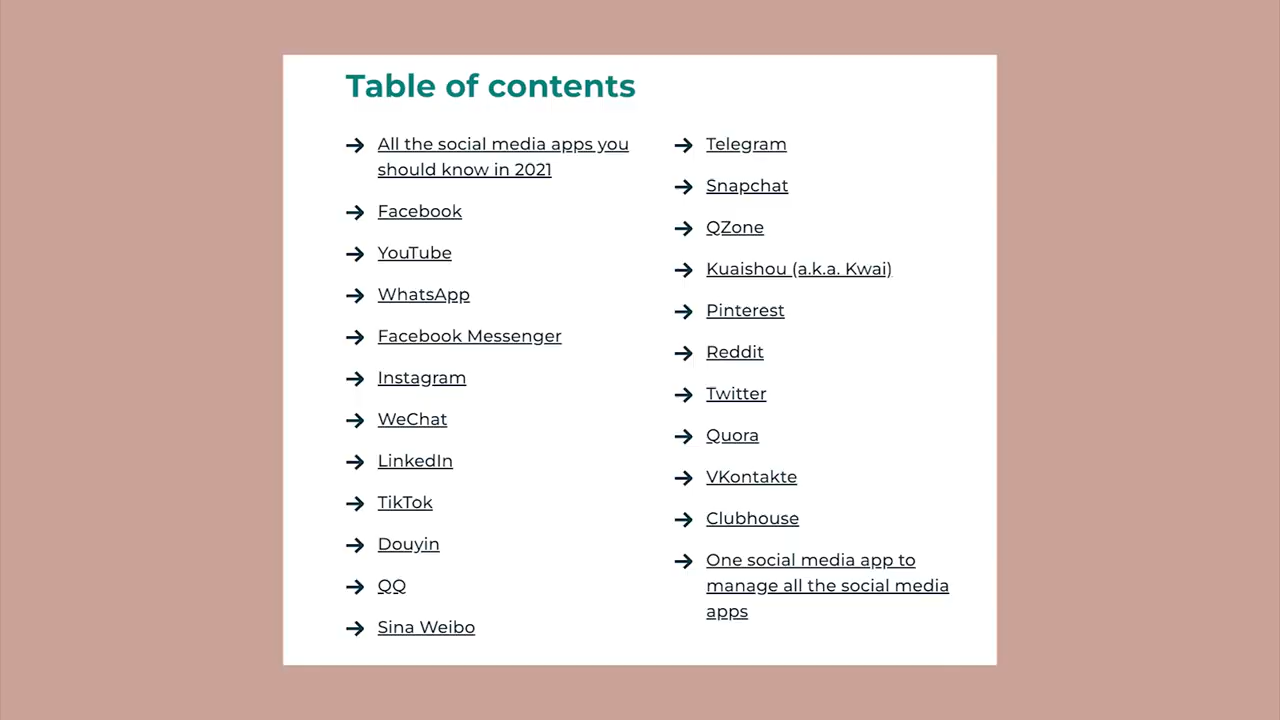 Table of contents
All the social media apps you
should know in 2021
Facebook
YouTube
WhatsApp
Facebook Messenger
Instagram
WeChat
LinkedIn
TikTok
Douyin
QQ
Sina Weibo
Telegram
Snapchat
QZone
Kuaishou (a.k.a. Kwai)
Pinterest
Reddit
Twitter
Quora
VKontakte
Clubhouse
One social media app to
manage all the social media
apps